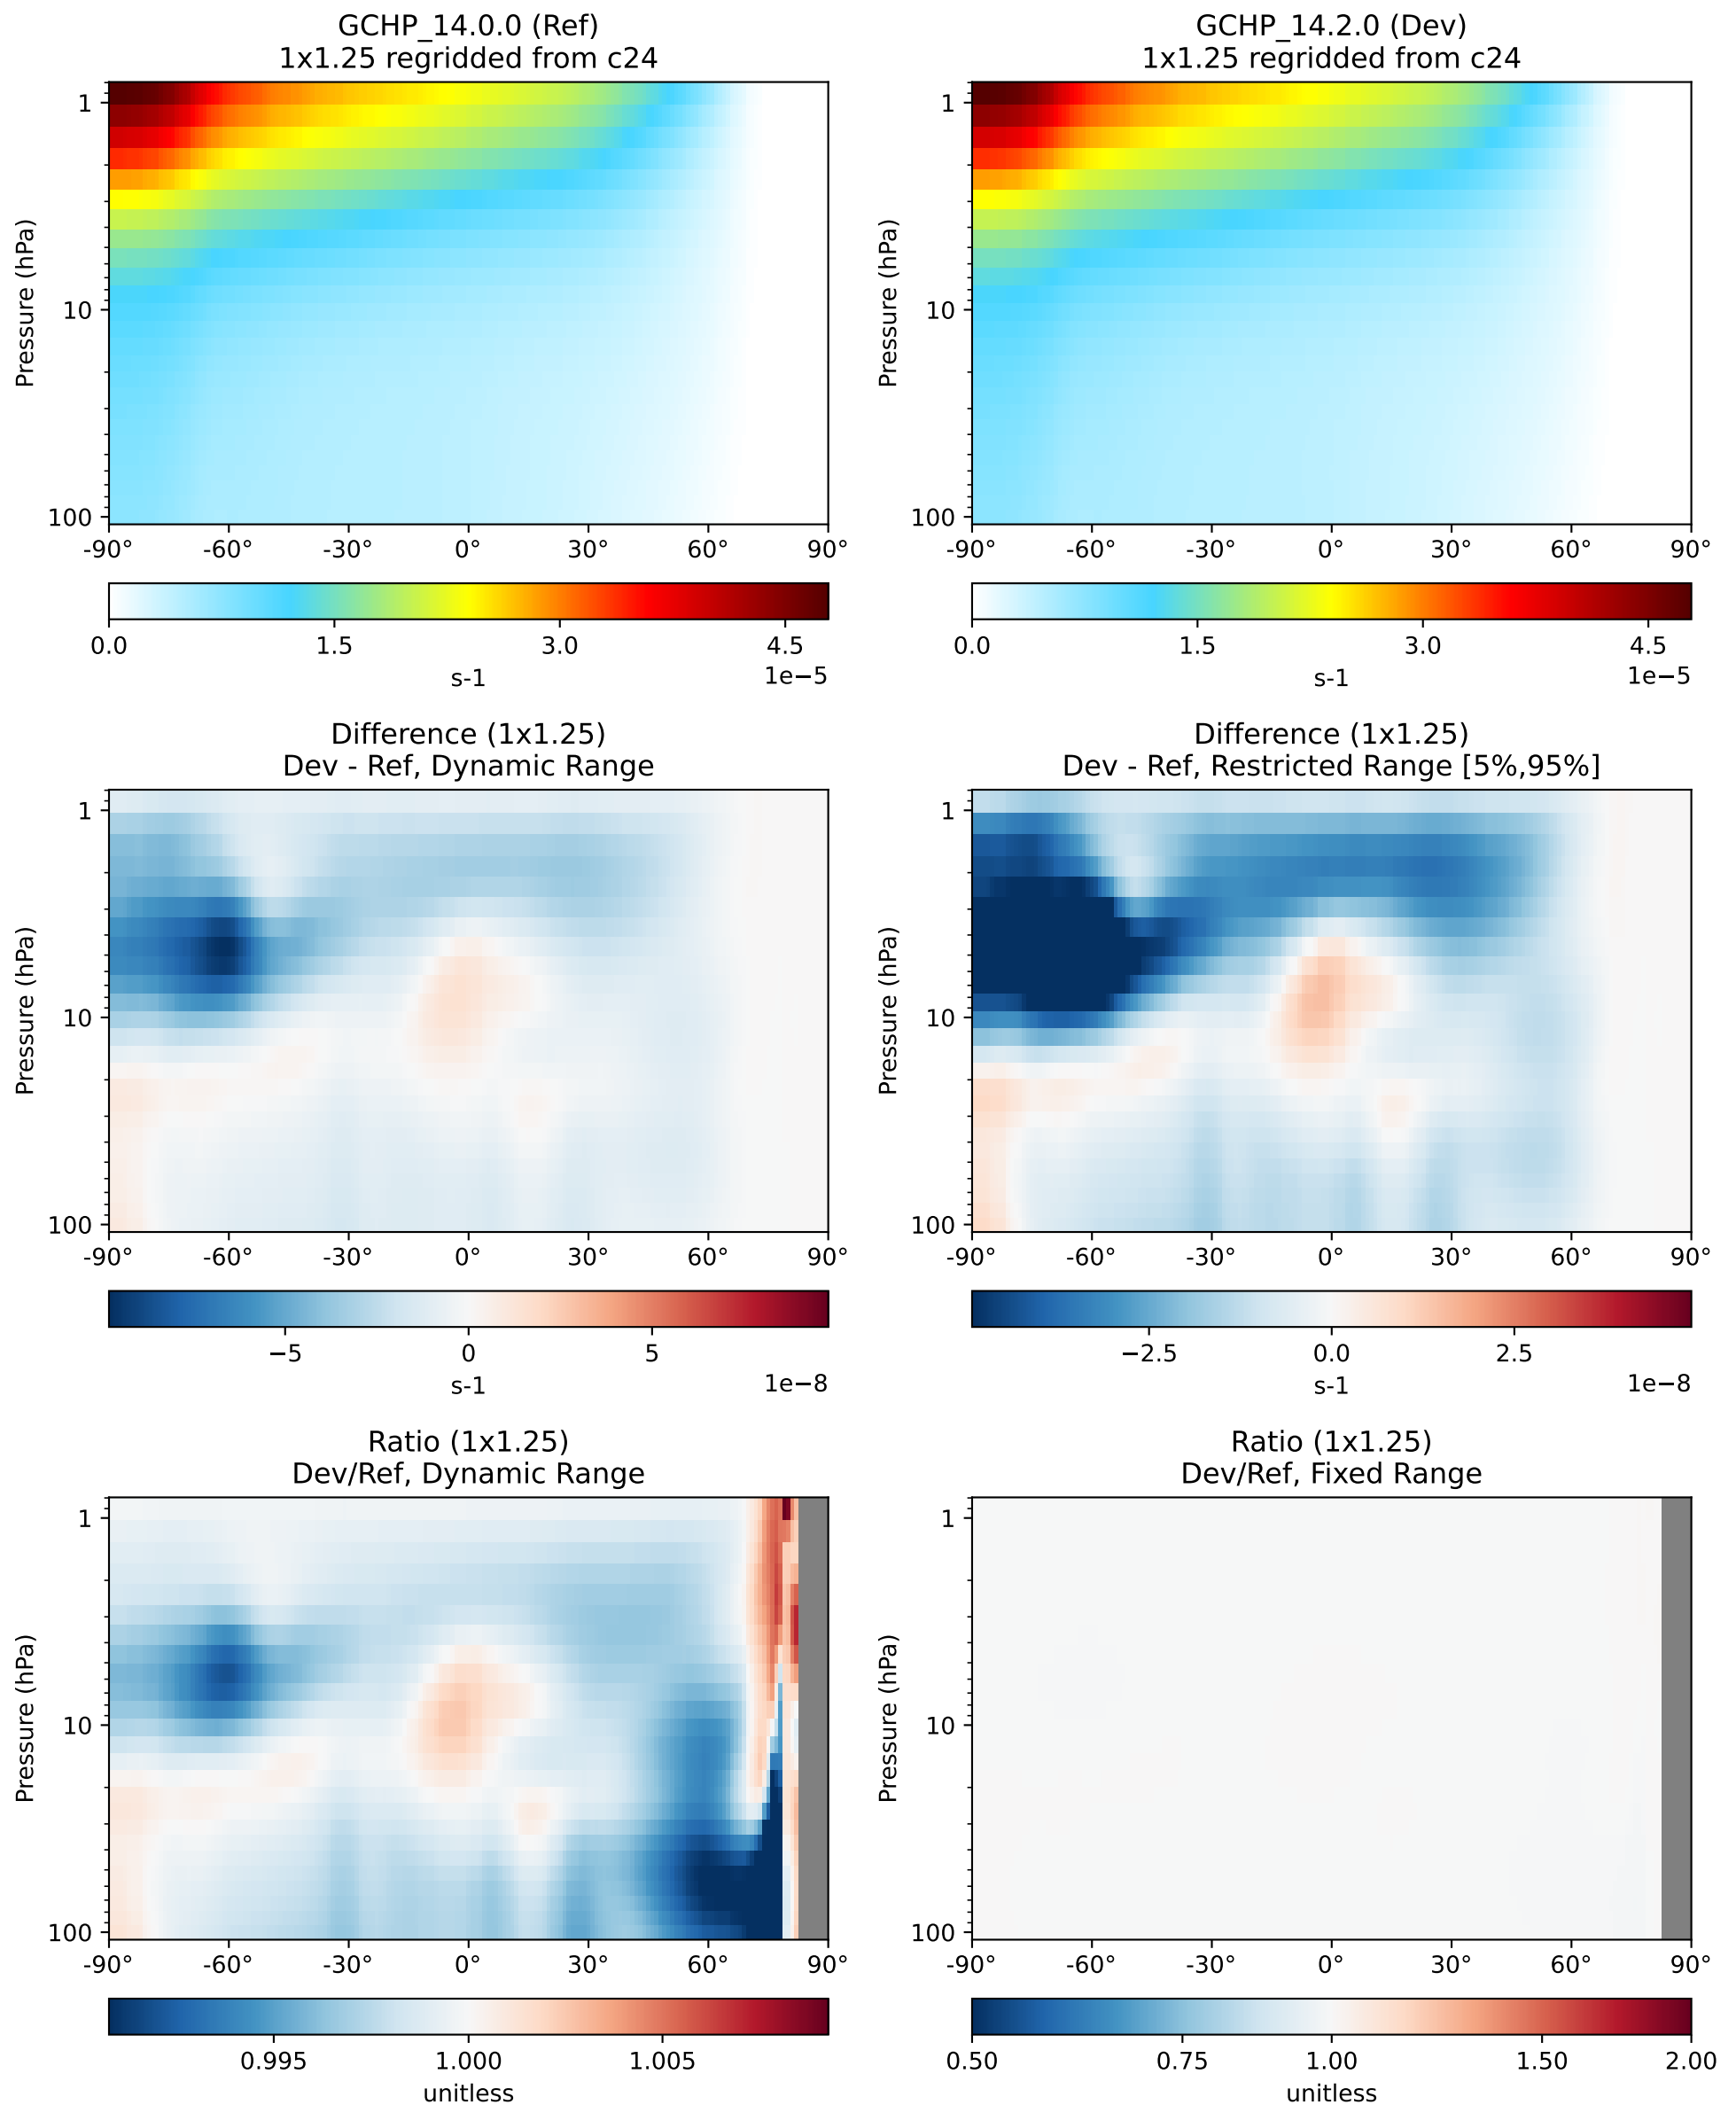 GCHP_14.0.0 (Ref)
1x1.25 regridded from c24
GCHP_14.2.0 (Dev)
1x1.25 regridded from c24
Pressure (hPa)
1
10
100
-90° -60° -30° 0° 30° 60° 90°
0.0 1.5 3.0 4.5
s-1
1e−5
Pressure (hPa)
1
10
100
-90° -60° -30° 0° 30° 60° 90°
0.0 1.5 3.0 4.5
s-1
1e−5
Difference (1x1.25)
Dev - Ref, Dynamic Range
Difference (1x1.25)
Dev - Ref, Restricted Range [5%,95%]
Pressure (hPa)
1
10
100
-90° -60° -30° 0° 30° 60° 90°
−5 0 5
s-1
1e−8
Pressure (hPa)
1
10
100
-90° -60° -30° 0° 30° 60° 90°
−2.5 0.0 2.5
s-1
1e−8
Ratio (1x1.25)
Dev/Ref, Dynamic Range
Ratio (1x1.25)
Dev/Ref, Fixed Range
Pressure (hPa)
1
10
100
-90° -60° -30° 0° 30° 60° 90°
0.995 1.000 1.005
unitless
Pressure (hPa)
1
10
100
-90° -60° -30° 0° 30° 60° 90°
0.50 0.75 1.00 1.50 2.00
unitless